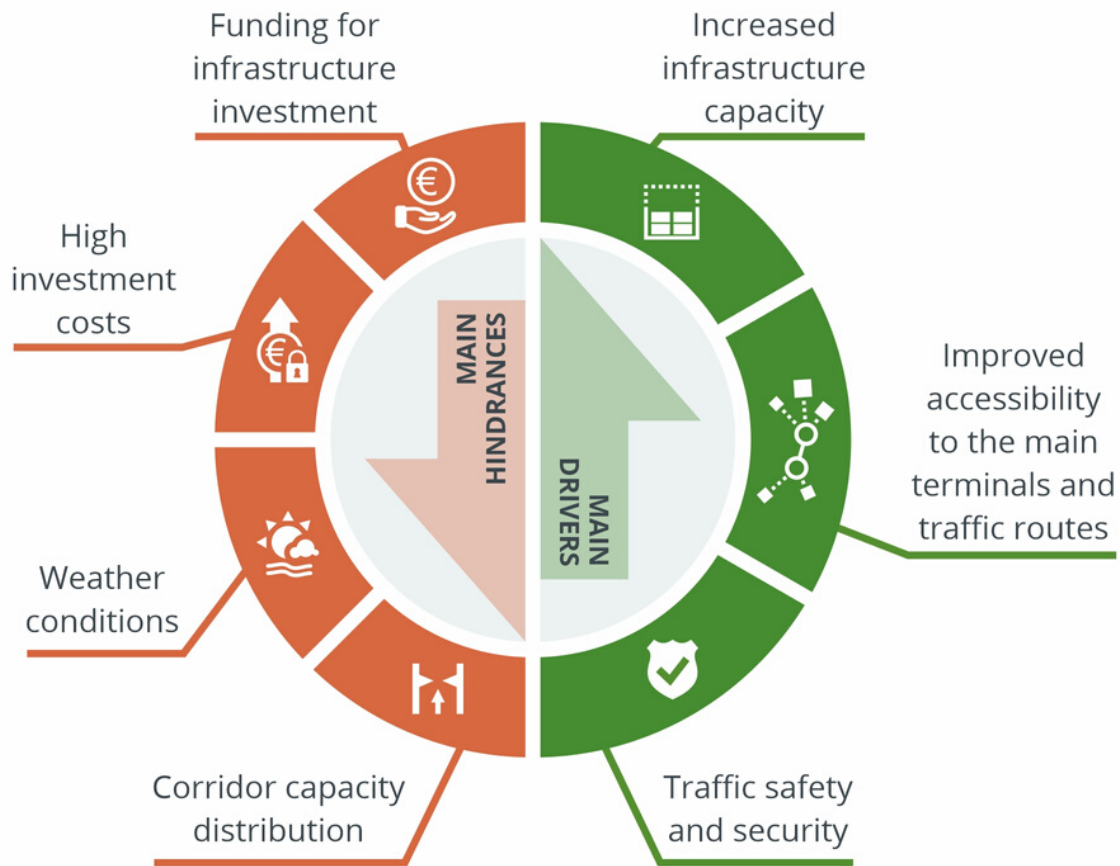 Funding for
infrastructure
investment
Increased
infrastructure
capacity
High
investment
costs
MAIN
HINDRANCES
MAIN
DRIVERS
Improved
accessibility
to the main
terminals and
traffic routes
Weather
conditions
Corridor capacity
distribution
Traffic safety
and security